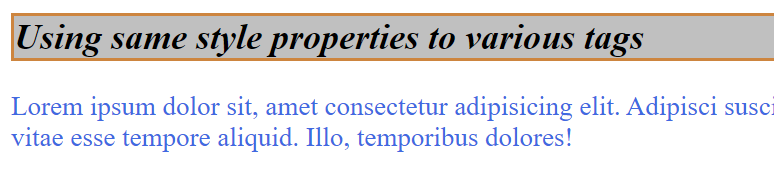 Using same style properties to various tags
Lorem ipsum dolor sit, amet consectetur adipisicing elit. Adipisci
vitae esse tempore aliquid. Illo, temporibus dolores!